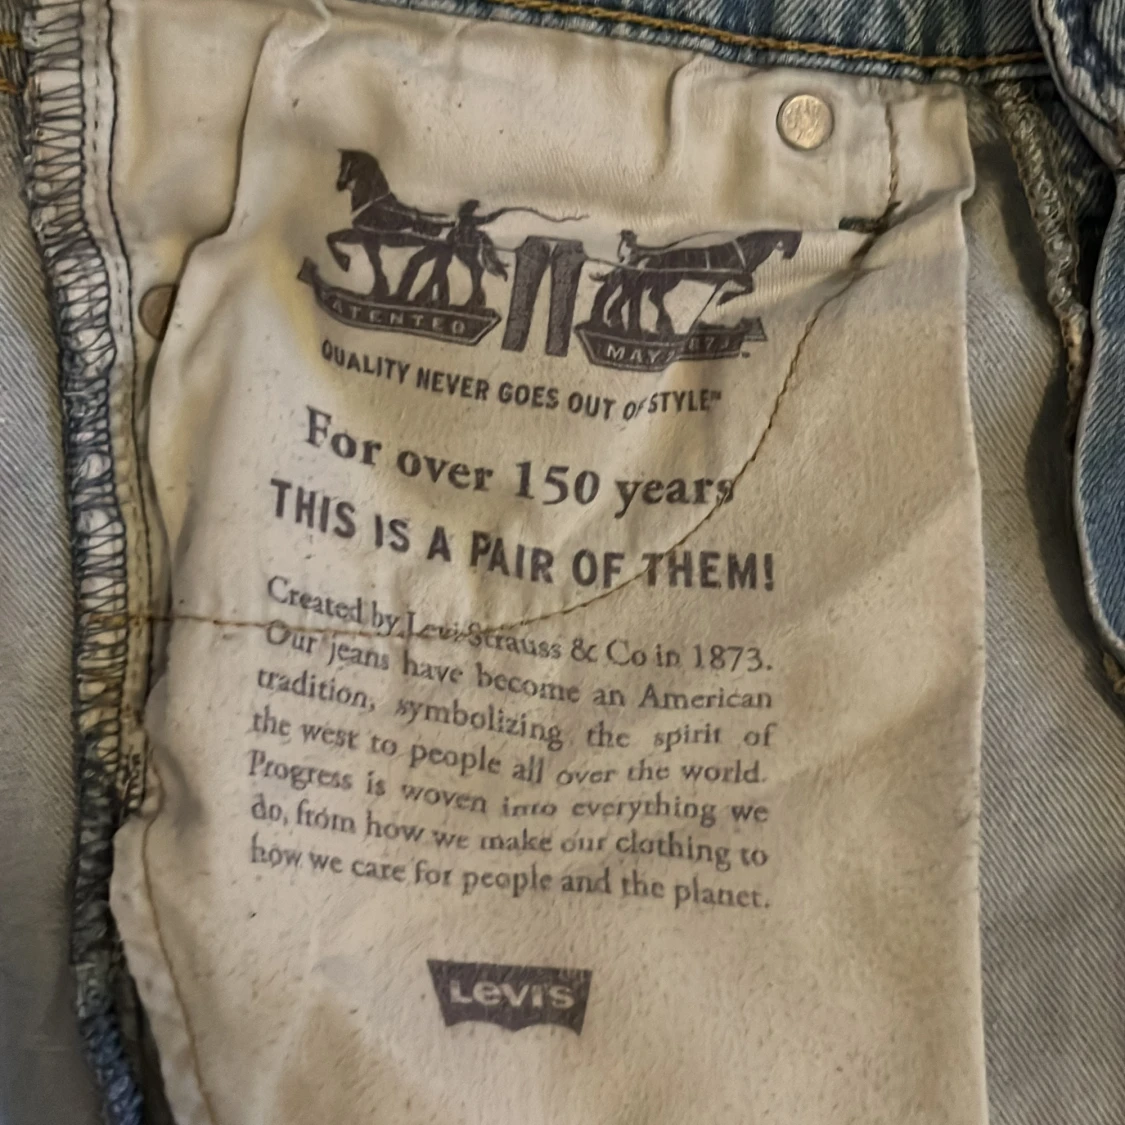 PATENTED
MAY 1873
QUALITY NEVER GOES OUT OF STYLE™
For over 150 years
THIS IS A PAIR OF THEM!
Created by Levi Strauss & Co in 1873.
Our jeans have become an American
tradition, symbolizing the spirit of
the west to people all over the world.
Progress is woven into everything we
do, from how we make our clothing to
how we care for people and the planet.
Levi's